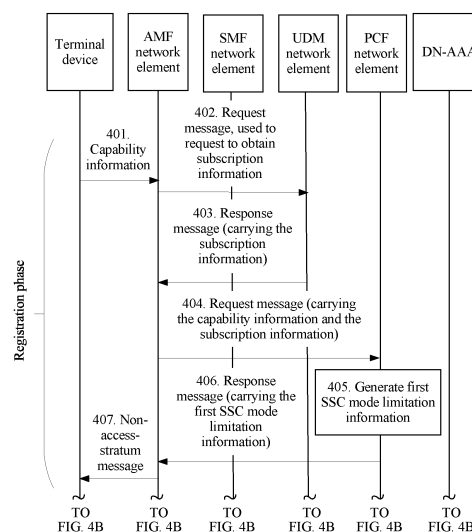 Terminal
device
AMF
network
element
SMF
network
element
UDM
network
element
PCF
network
element
DN-AAA
Registration phase
401.
Capability
information
402. Request
message, used to
request to obtain
subscription
information
403. Response
message (carrying the
subscription
information)
404. Request message (carrying
the capability information and the
subscription information)
405. Generate first
SSC mode limitation
information
406. Response
message (carrying the
first SSC mode
limitation
information)
407. Non-
access-
stratum
message
TO
FIG. 4B
TO
FIG. 4B
TO
FIG. 4B
TO
FIG. 4B
TO
FIG. 4B
TO
FIG. 4B